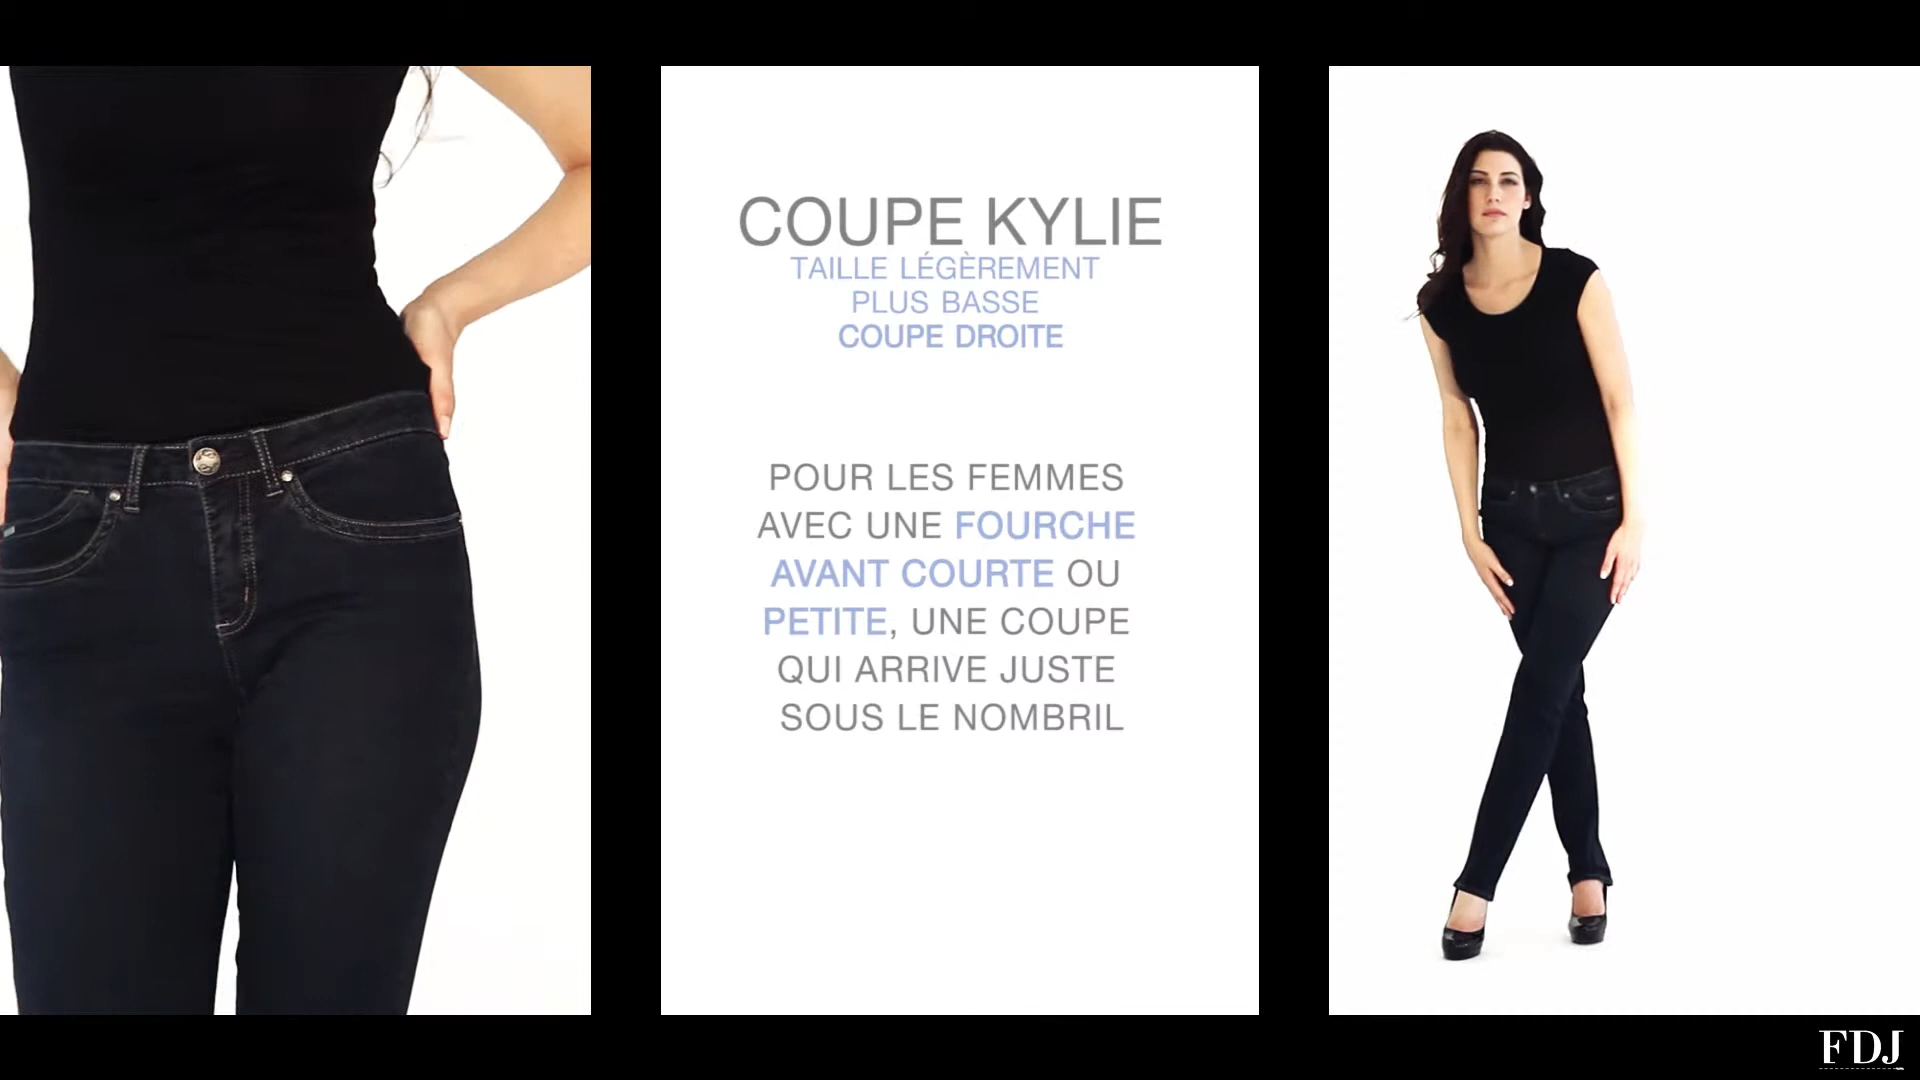 COUPE KYLIE
TAILLE LÉGÈREMENT
PLUS BASSE
COUPE DROITE
POUR LES FEMMES
AVEC UNE FOURCHE
AVANT COURTE OU
PETITE, UNE COUPE
QUI ARRIVE JUSTE
SOUS LE NOMBRIL
FDJ